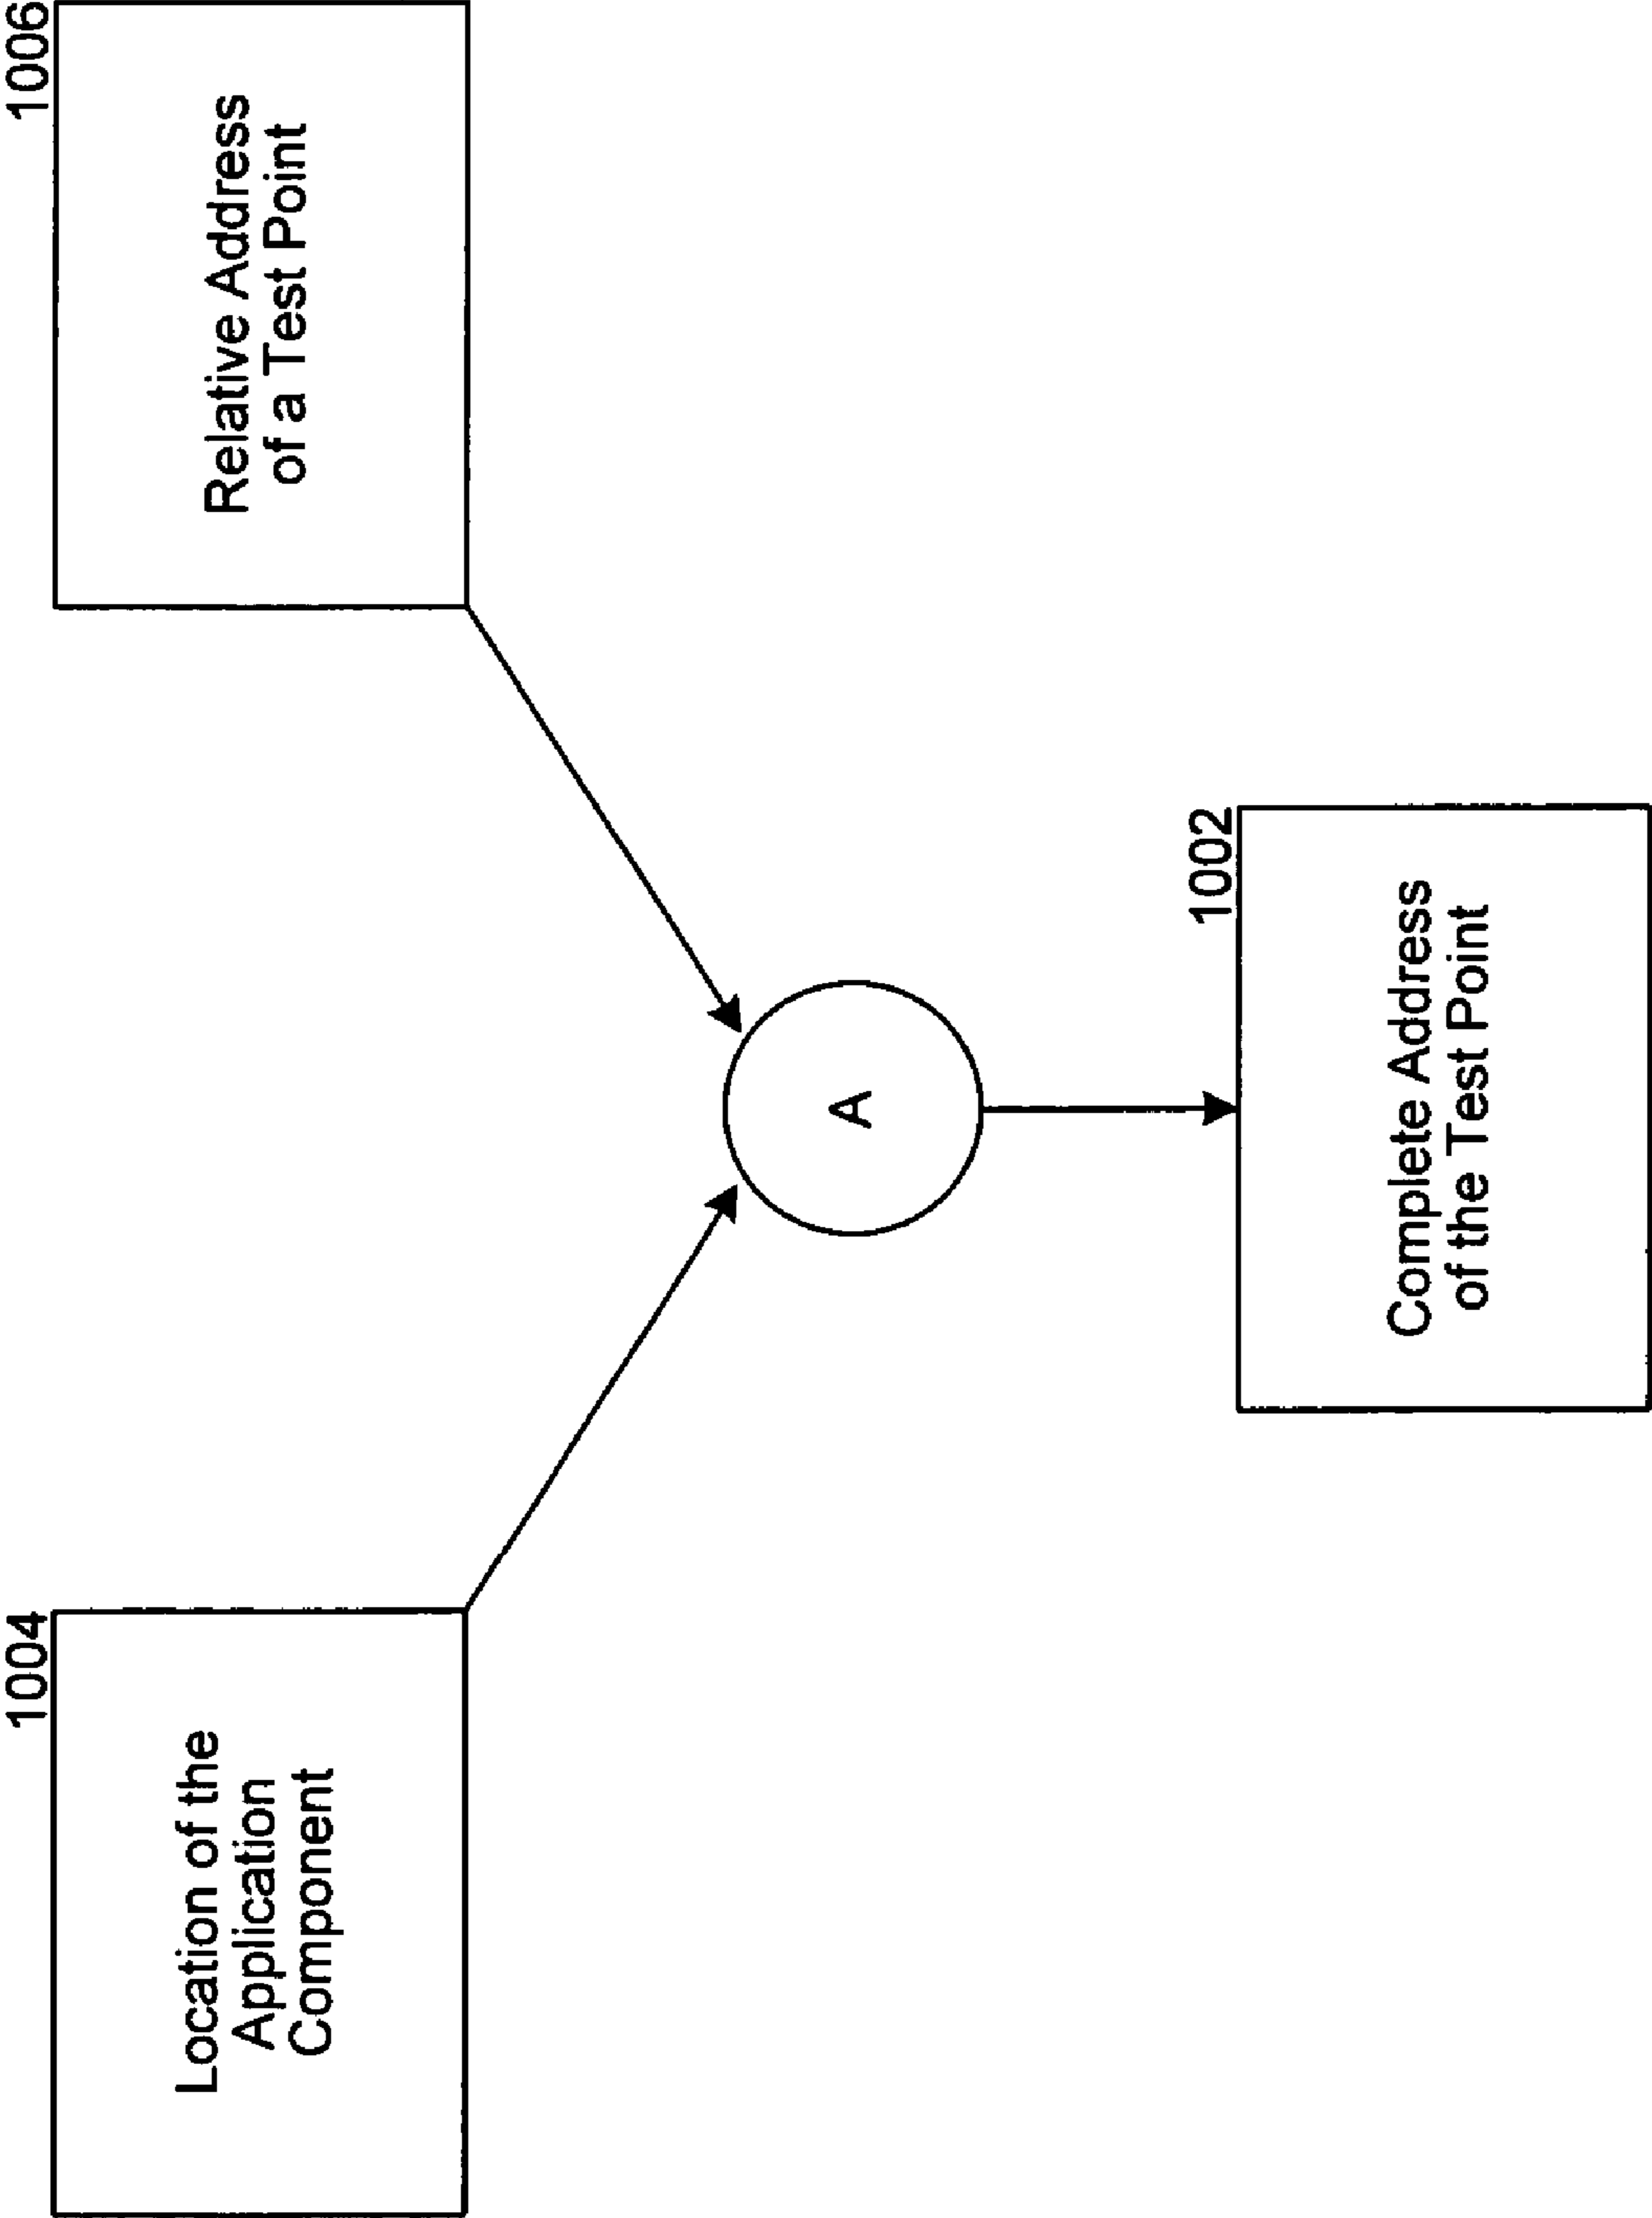 1004
Location of the
Application
Component
1006
Relative Address
of a Test Point
A
1002
Complete Address
of the Test Point